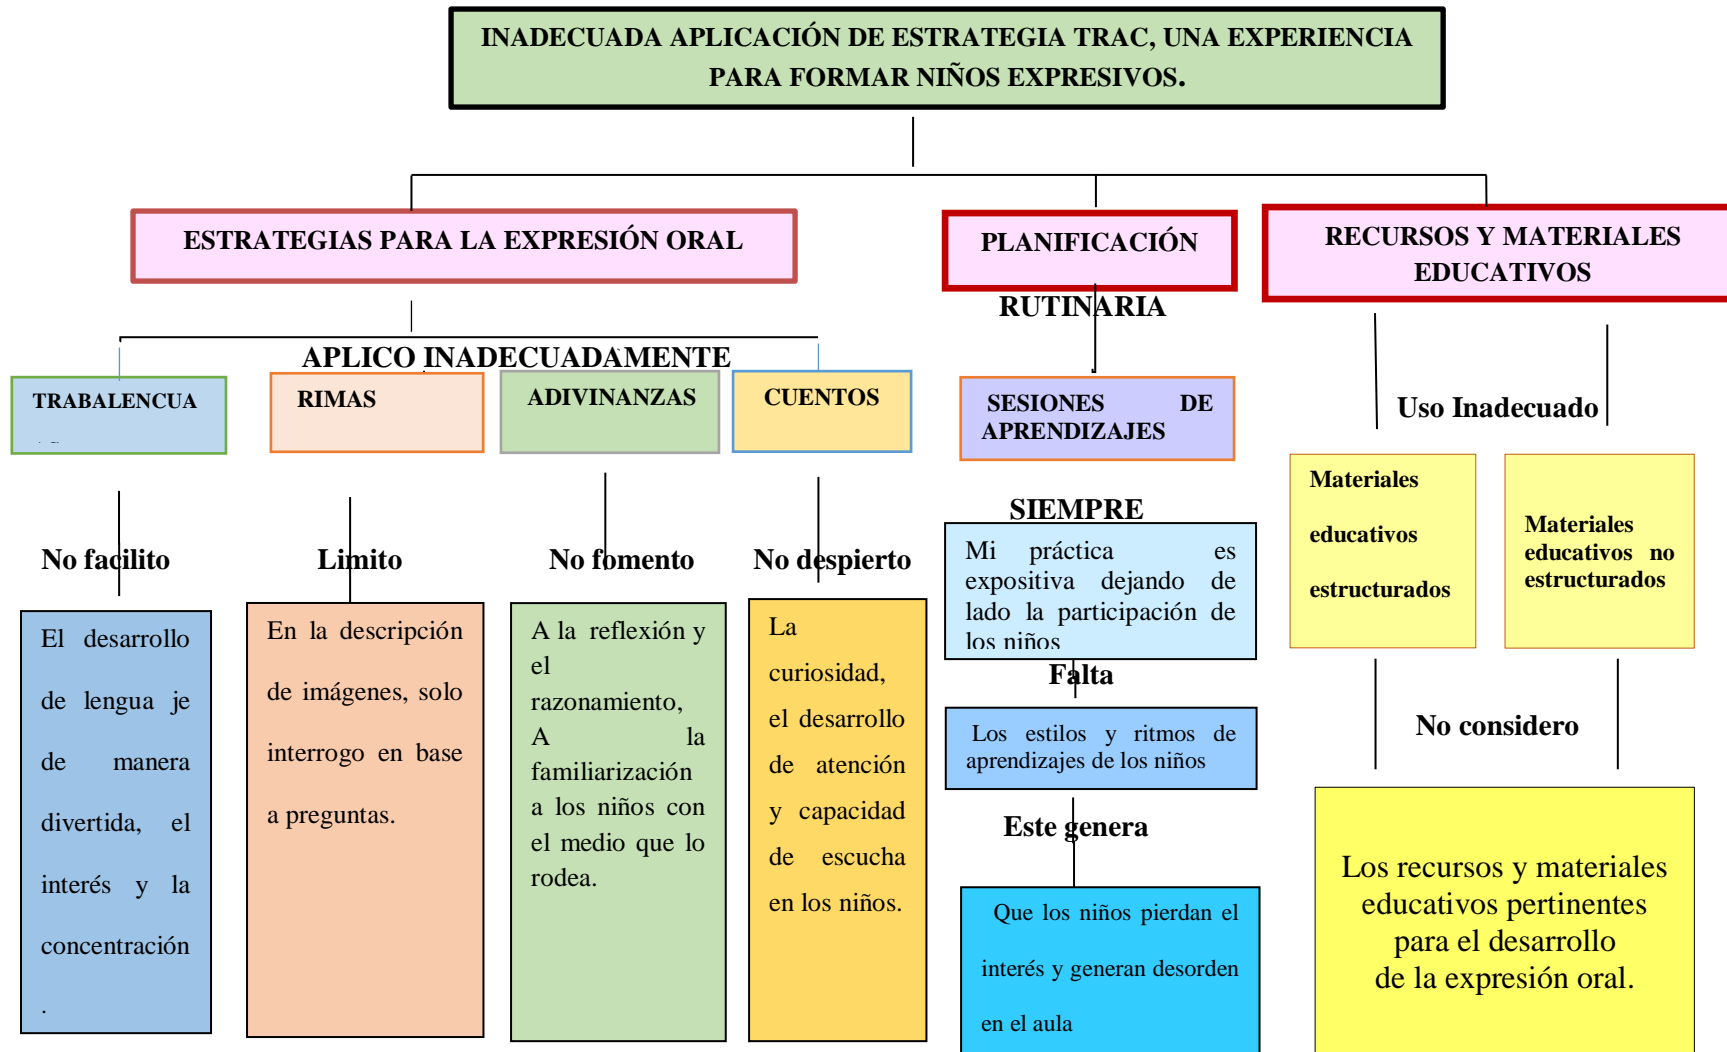 INADECUADA APLICACIÓN DE ESTRATEGIA TRAC, UNA EXPERIENCIA
PARA FORMAR NIÑOS EXPRESIVOS.
ESTRATEGIAS PARA LA EXPRESIÓN ORAL
APLICO INADECUADAMENTE
TRABALENCUA
No facilito
El desarrollo
de lengua je
de manera
divertida, el
interés y la
concentración
.
RIMAS
Limito
En la descripción
de imágenes, solo
interrogo en base
a preguntas.
ADIVINANZAS
No fomento
A la reflexión y
el
razonamiento,
A la
familiarización
a los niños con
el medio que lo
rodea.
CUENTOS
No despierto
La
curiosidad,
el desarrollo
de atención
y capacidad
de escucha
en los niños.
PLANIFICACIÓN
RUTINARIA
SESIONES DE
APRENDIZAJES
SIEMPRE
Mi práctica es
expositiva dejando de
lado la participación de
los niños
Falta
Los estilos y ritmos de
aprendizajes de los niños
Este genera
Que los niños pierdan el
interés y generan desorden
en el aula
RECURSOS Y MATERIALES
EDUCATIVOS
Uso Inadecuado
Materiales
educativos
estructurados
Materiales
educativos no
estructurados
No considero
Los recursos y materiales
educativos pertinentes
para el desarrollo
de la expresión oral.